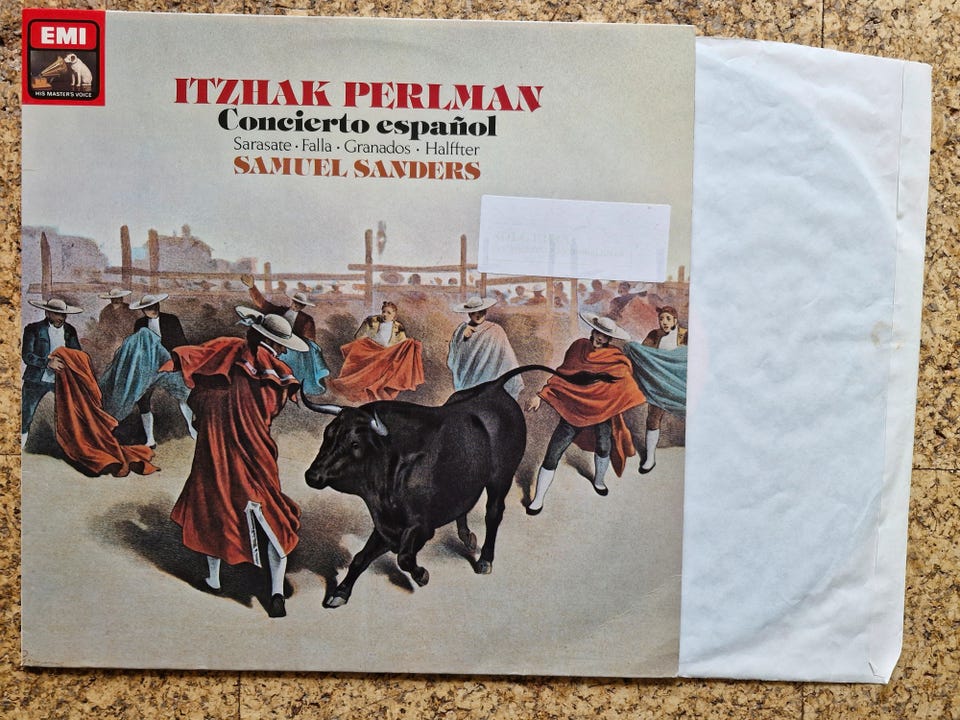 EMI
HIS MASTER'S VOICE
ITZHAK PERLMAN
Concierto español
Sarasate · Falla · Granados · Halffter
SAMUEL SANDERS